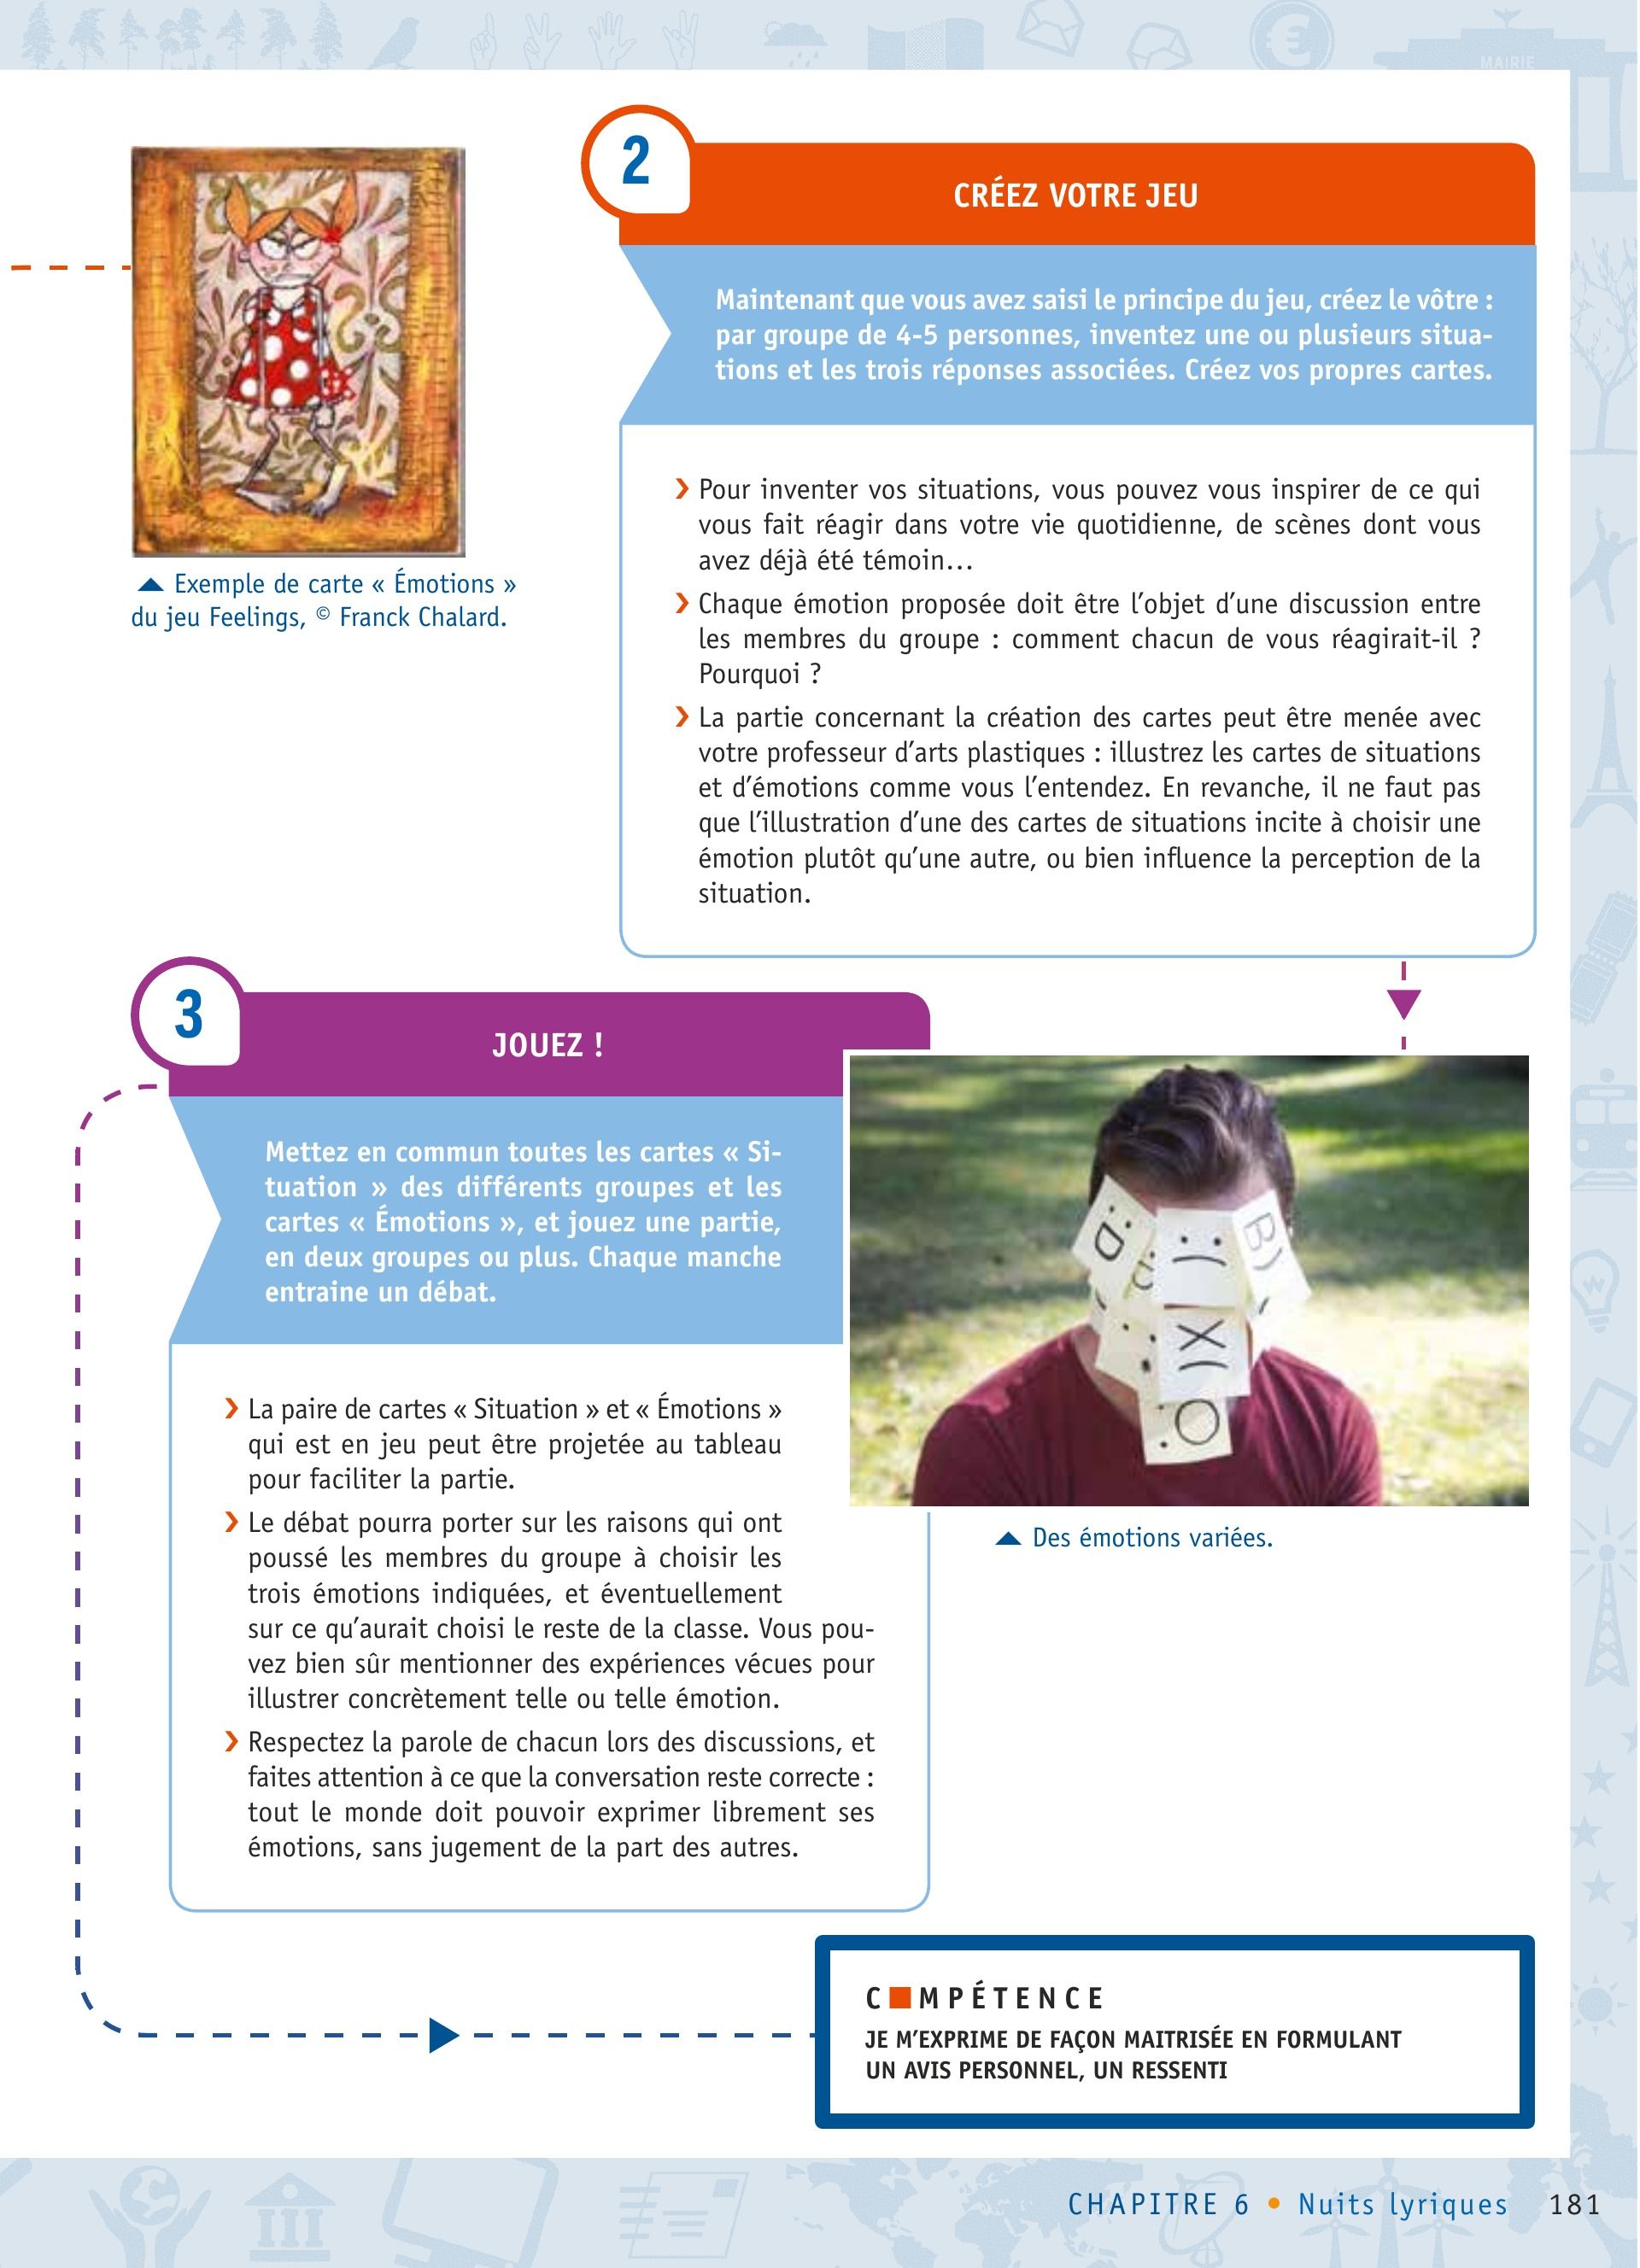 MAIRIE
2
CRÉEZ VOTRE JEU
Maintenant que vous avez saisi le principe du jeu, créez le vôtre :
par groupe de 4-5 personnes, inventez une ou plusieurs situa-
tions et les trois réponses associées. Créez vos propres cartes.
▲ Exemple de carte « Émotions »
du jeu Feelings, © Franck Chalard.
› Pour inventer vos situations, vous pouvez vous inspirer de ce qui
vous fait réagir dans votre vie quotidienne, de scènes dont vous
avez déjà été témoin…
› Chaque émotion proposée doit être l’objet d’une discussion entre
les membres du groupe : comment chacun de vous réagirait-il ?
Pourquoi ?
› La partie concernant la création des cartes peut être menée avec
votre professeur d’arts plastiques : illustrez les cartes de situations
et d’émotions comme vous l’entendez. En revanche, il ne faut pas
que l’illustration d’une des cartes de situations incite à choisir une
émotion plutôt qu’une autre, ou bien influence la perception de la
situation.
3
JOUEZ !
Mettez en commun toutes les cartes « Si-
tuation » des différents groupes et les
cartes « Émotions », et jouez une partie,
en deux groupes ou plus. Chaque manche
entraine un débat.
› La paire de cartes « Situation » et « Émotions »
qui est en jeu peut être projetée au tableau
pour faciliter la partie.
› Le débat pourra porter sur les raisons qui ont
poussé les membres du groupe à choisir les
trois émotions indiquées, et éventuellement
sur ce qu’aurait choisi le reste de la classe. Vous pou-
vez bien sûr mentionner des expériences vécues pour
illustrer concrètement telle ou telle émotion.
› Respectez la parole de chacun lors des discussions, et
faites attention à ce que la conversation reste correcte :
tout le monde doit pouvoir exprimer librement ses
émotions, sans jugement de la part des autres.
:D
:(
B)
X(
:O
▲ Des émotions variées.
C■MPÉTENCE
JE M’EXPRIME DE FAÇON MAITRISÉE EN FORMULANT
UN AVIS PERSONNEL, UN RESSENTI
CHAPITRE 6 • Nuits lyriques 181